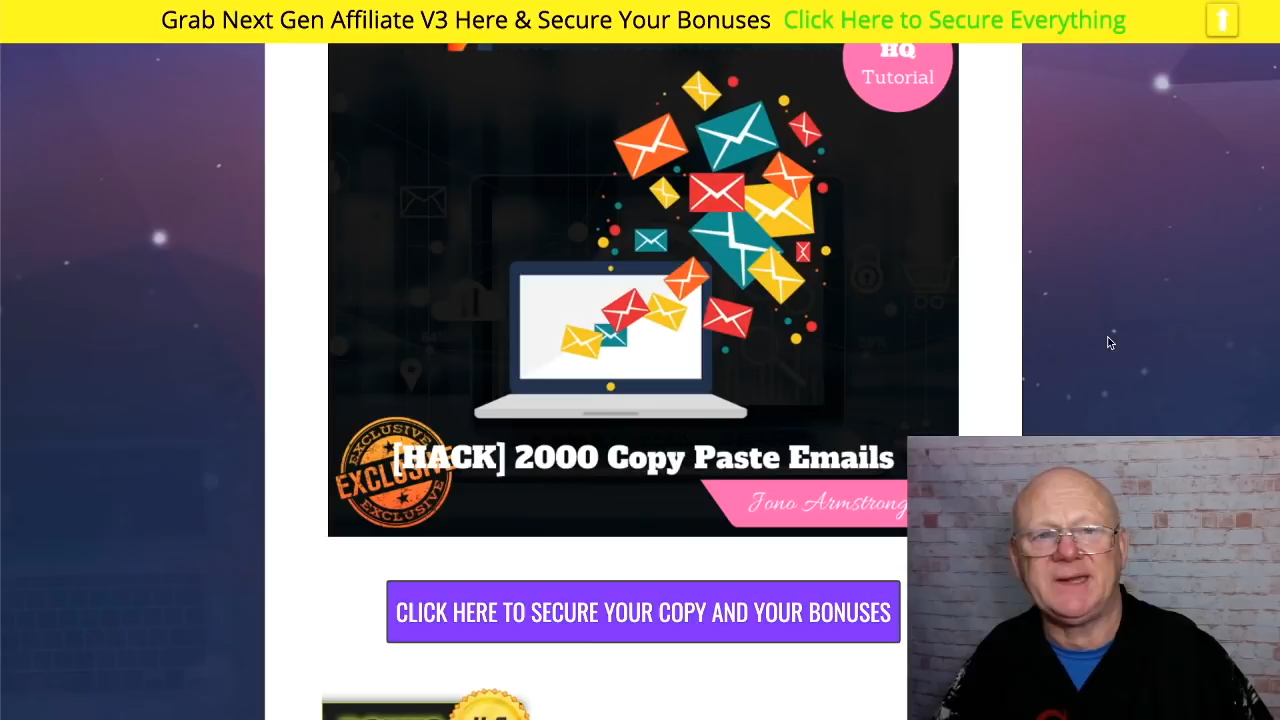 Grab Next Gen Affiliate V3 Here & Secure Your Bonuses Click Here to Secure Everything
HQ
Tutorial
EXCLUSIVE
EXCLUSIVE
[HACK] 2000 Copy Paste Emails
Jono Armstrong
CLICK HERE TO SECURE YOUR COPY AND YOUR BONUSES